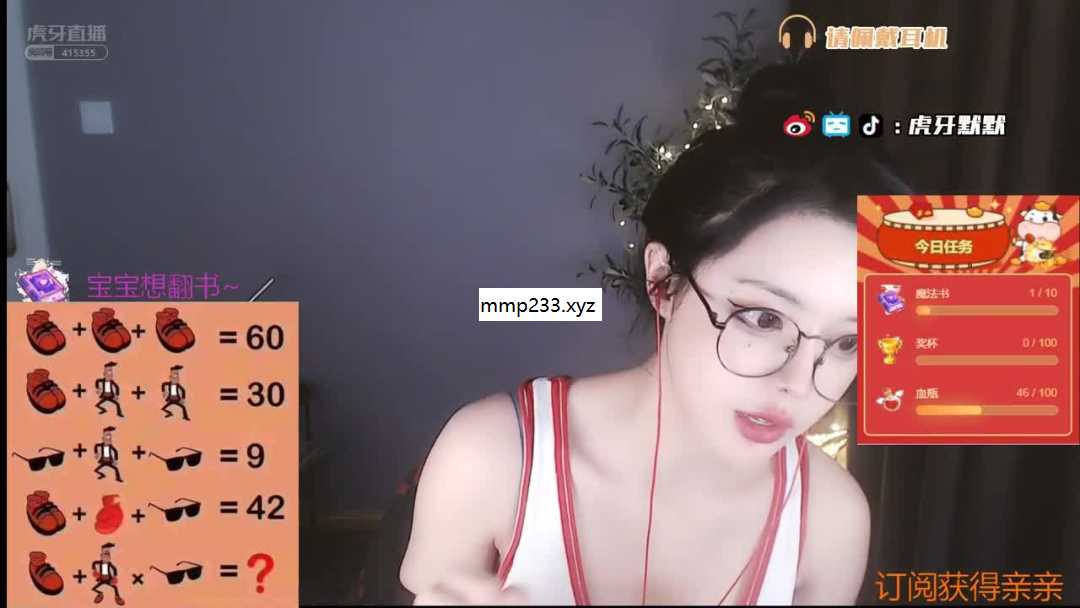 虎牙直播
415355
请佩戴耳机
:虎牙默默
今日任务
魔法书 1 / 10
奖杯 0 / 100
血瓶 46 / 100
宝宝想翻书~
mmp233.xyz
+ + = 60
+ + = 30
+ + = 9
+ + = 42
+ × = ?
订阅获得亲亲